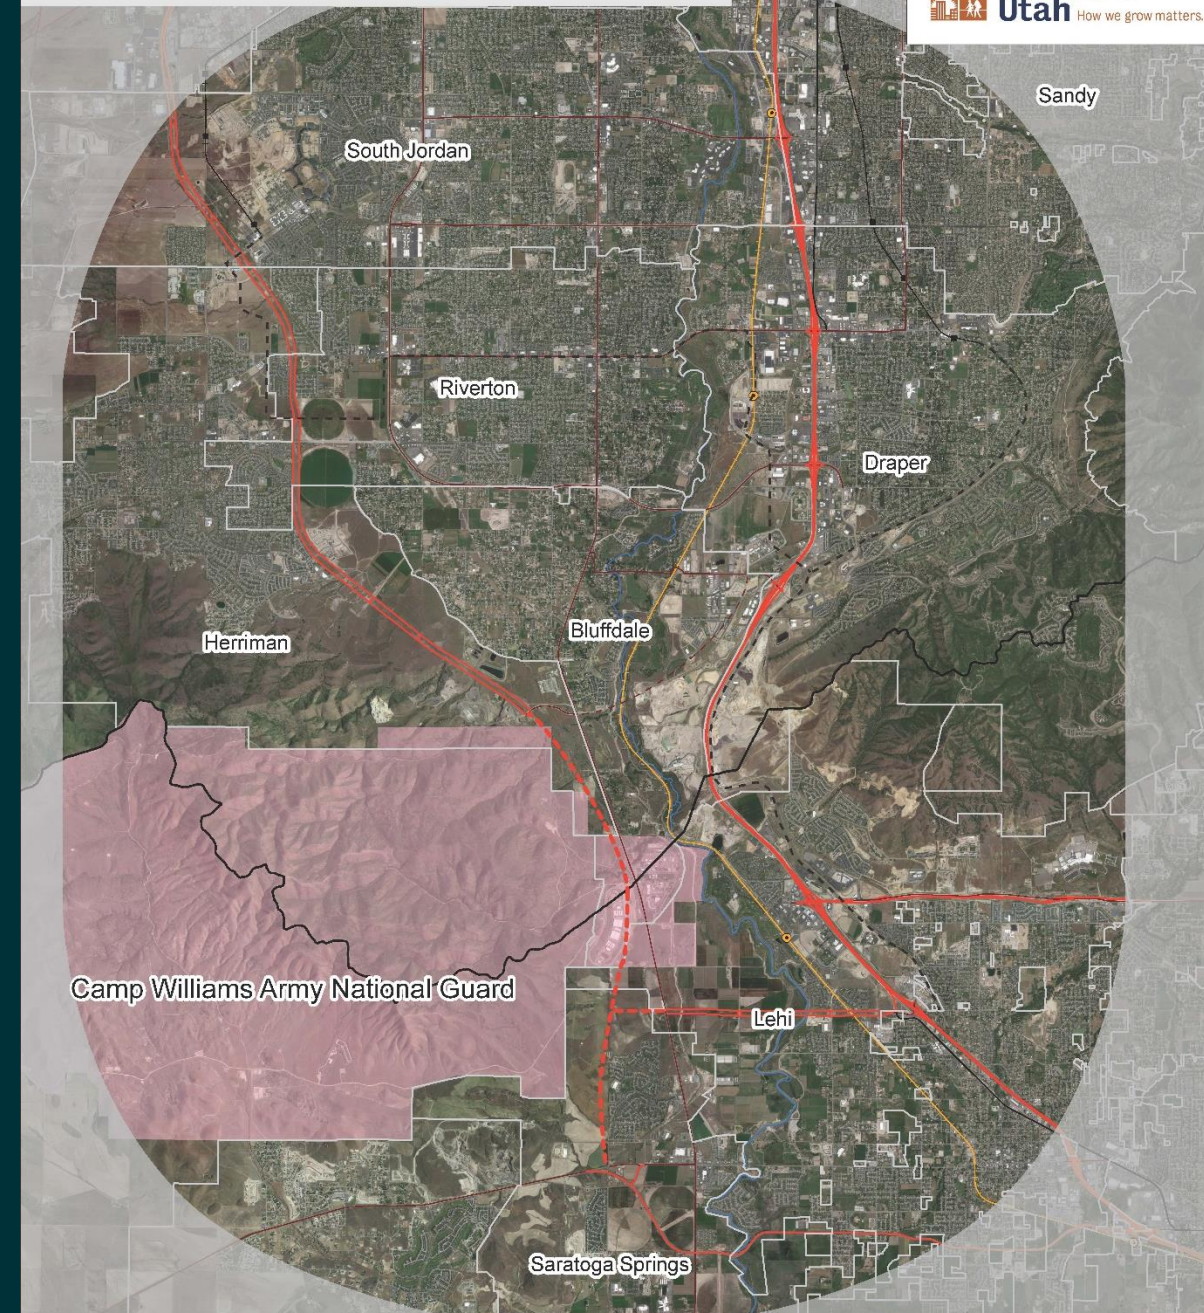 Utah How we grow matters.
Sandy
South Jordan
Riverton
Draper
Herriman
Bluffdale
Camp Williams Army National Guard
Lehi
Saratoga Springs